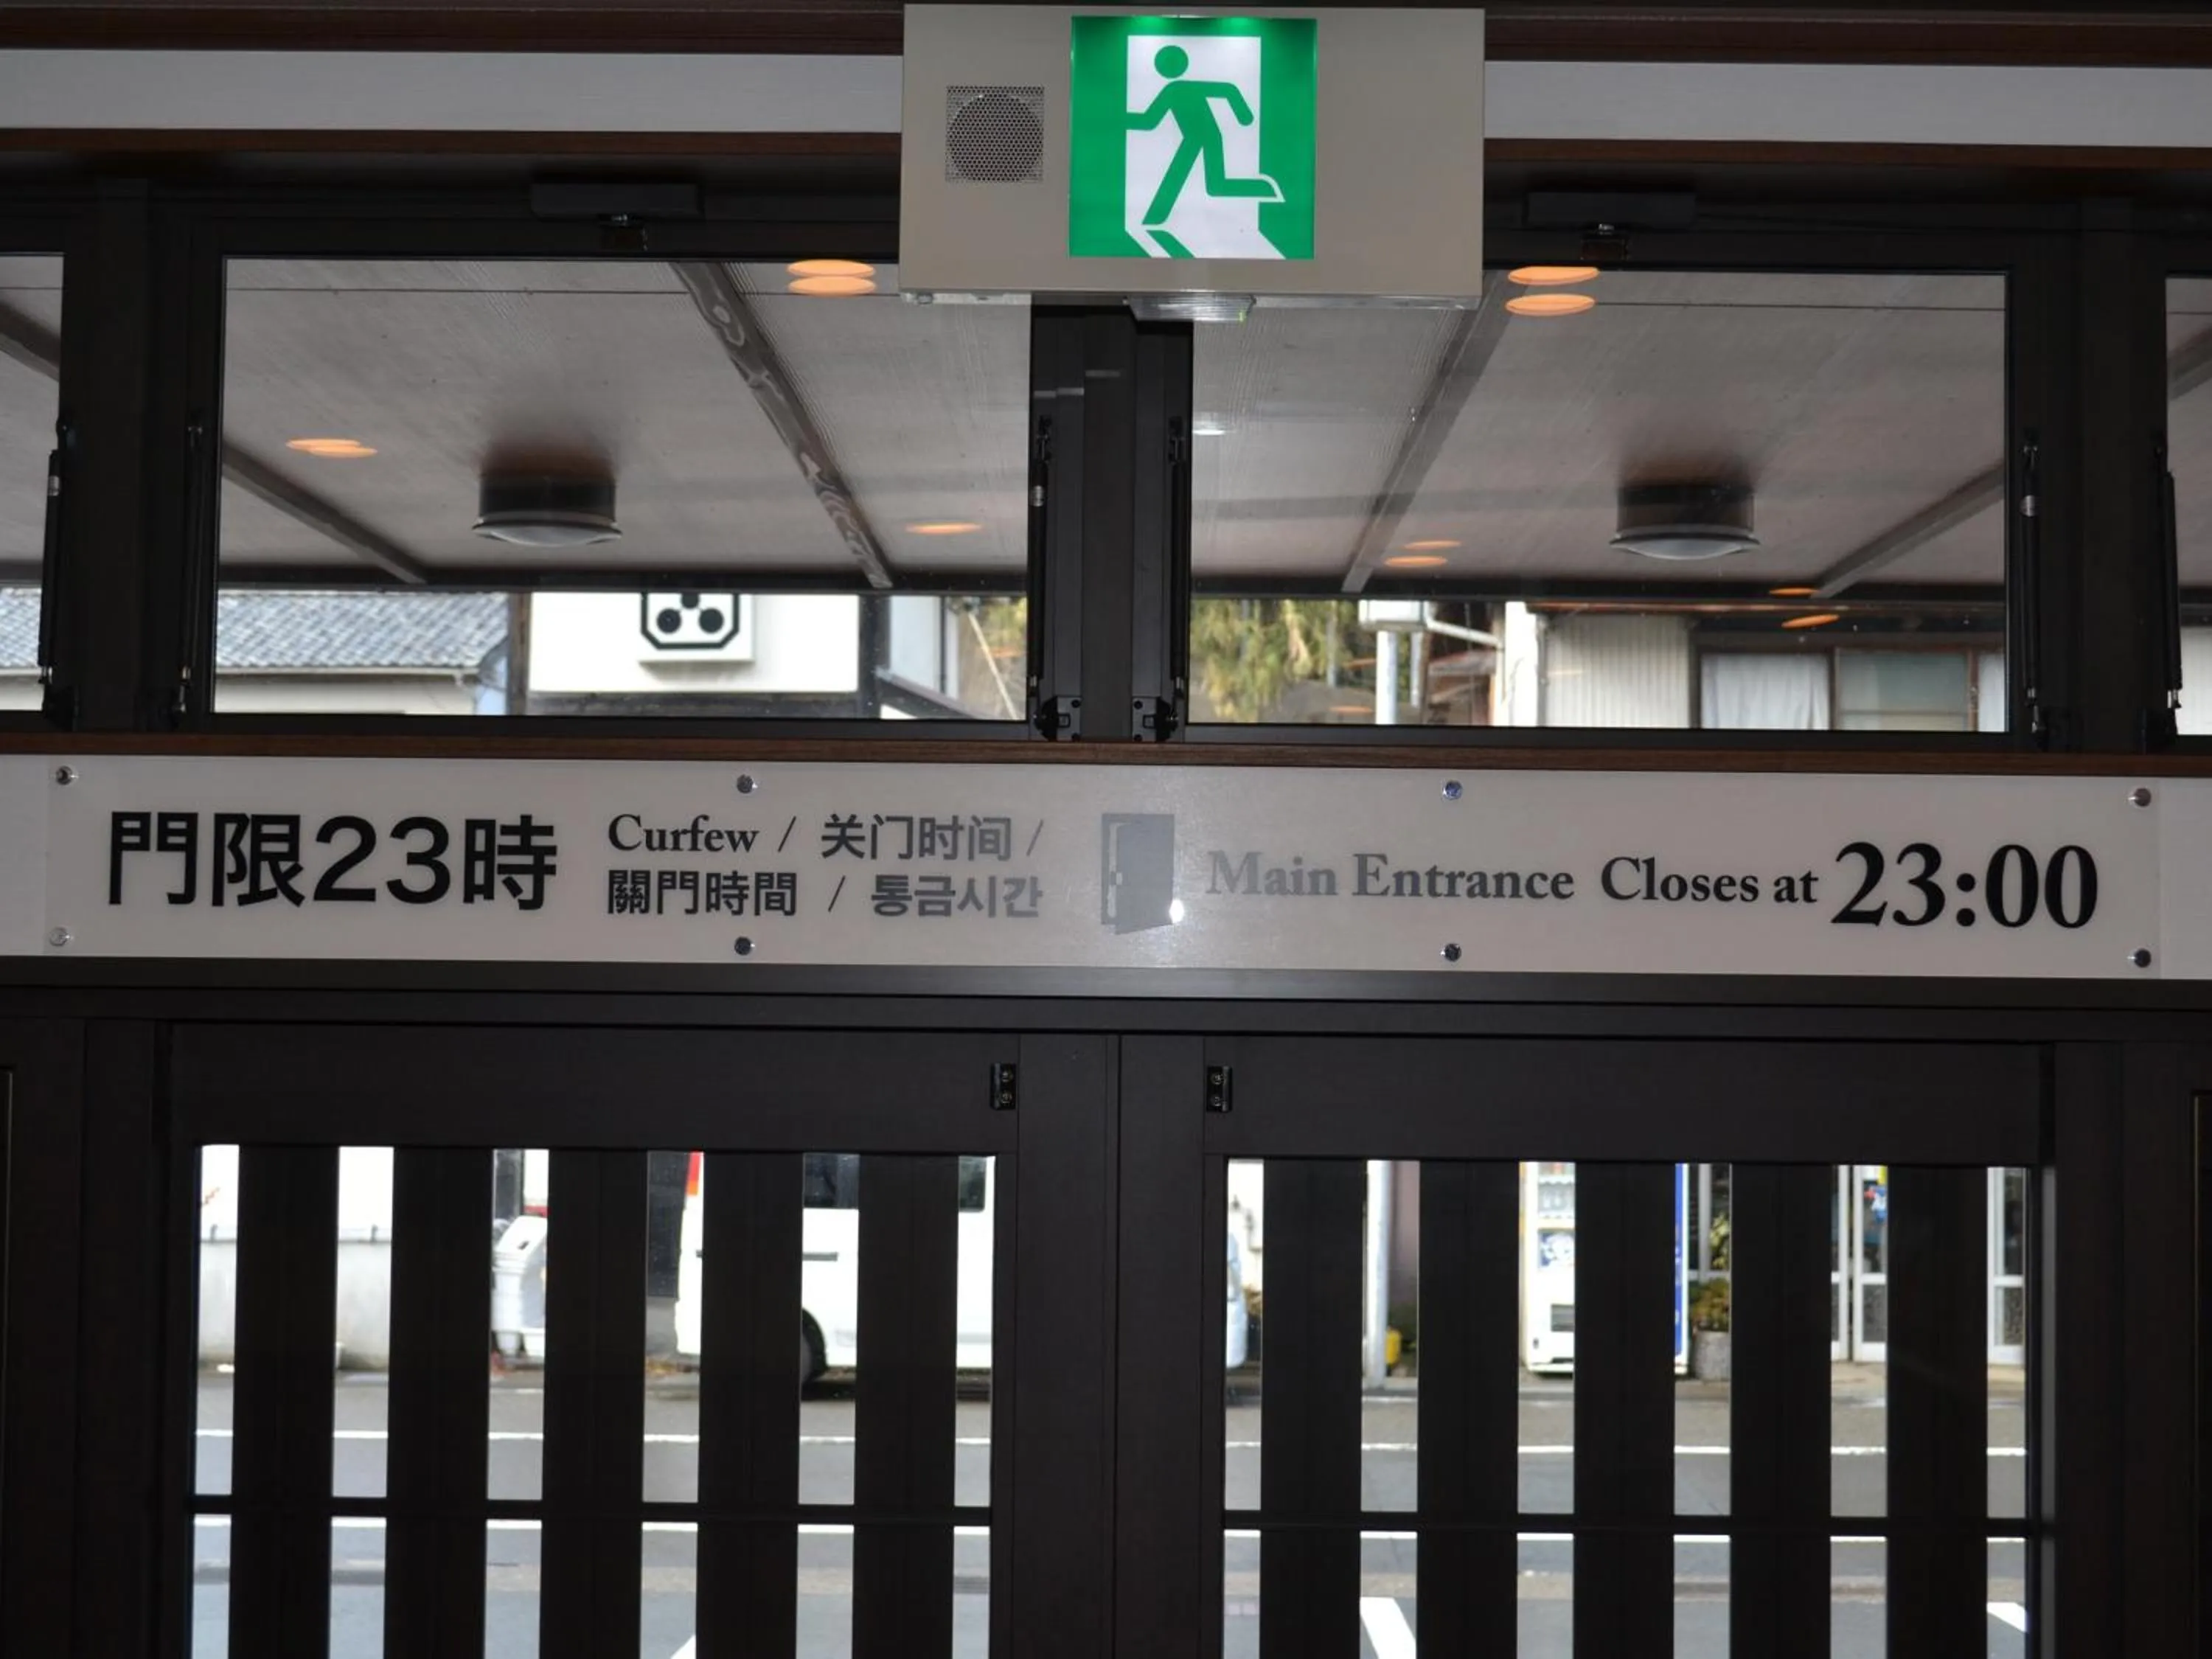 門限23時
Curfew / 关门时间 /
關門時間 / 통금시간
Main Entrance Closes at 23:00